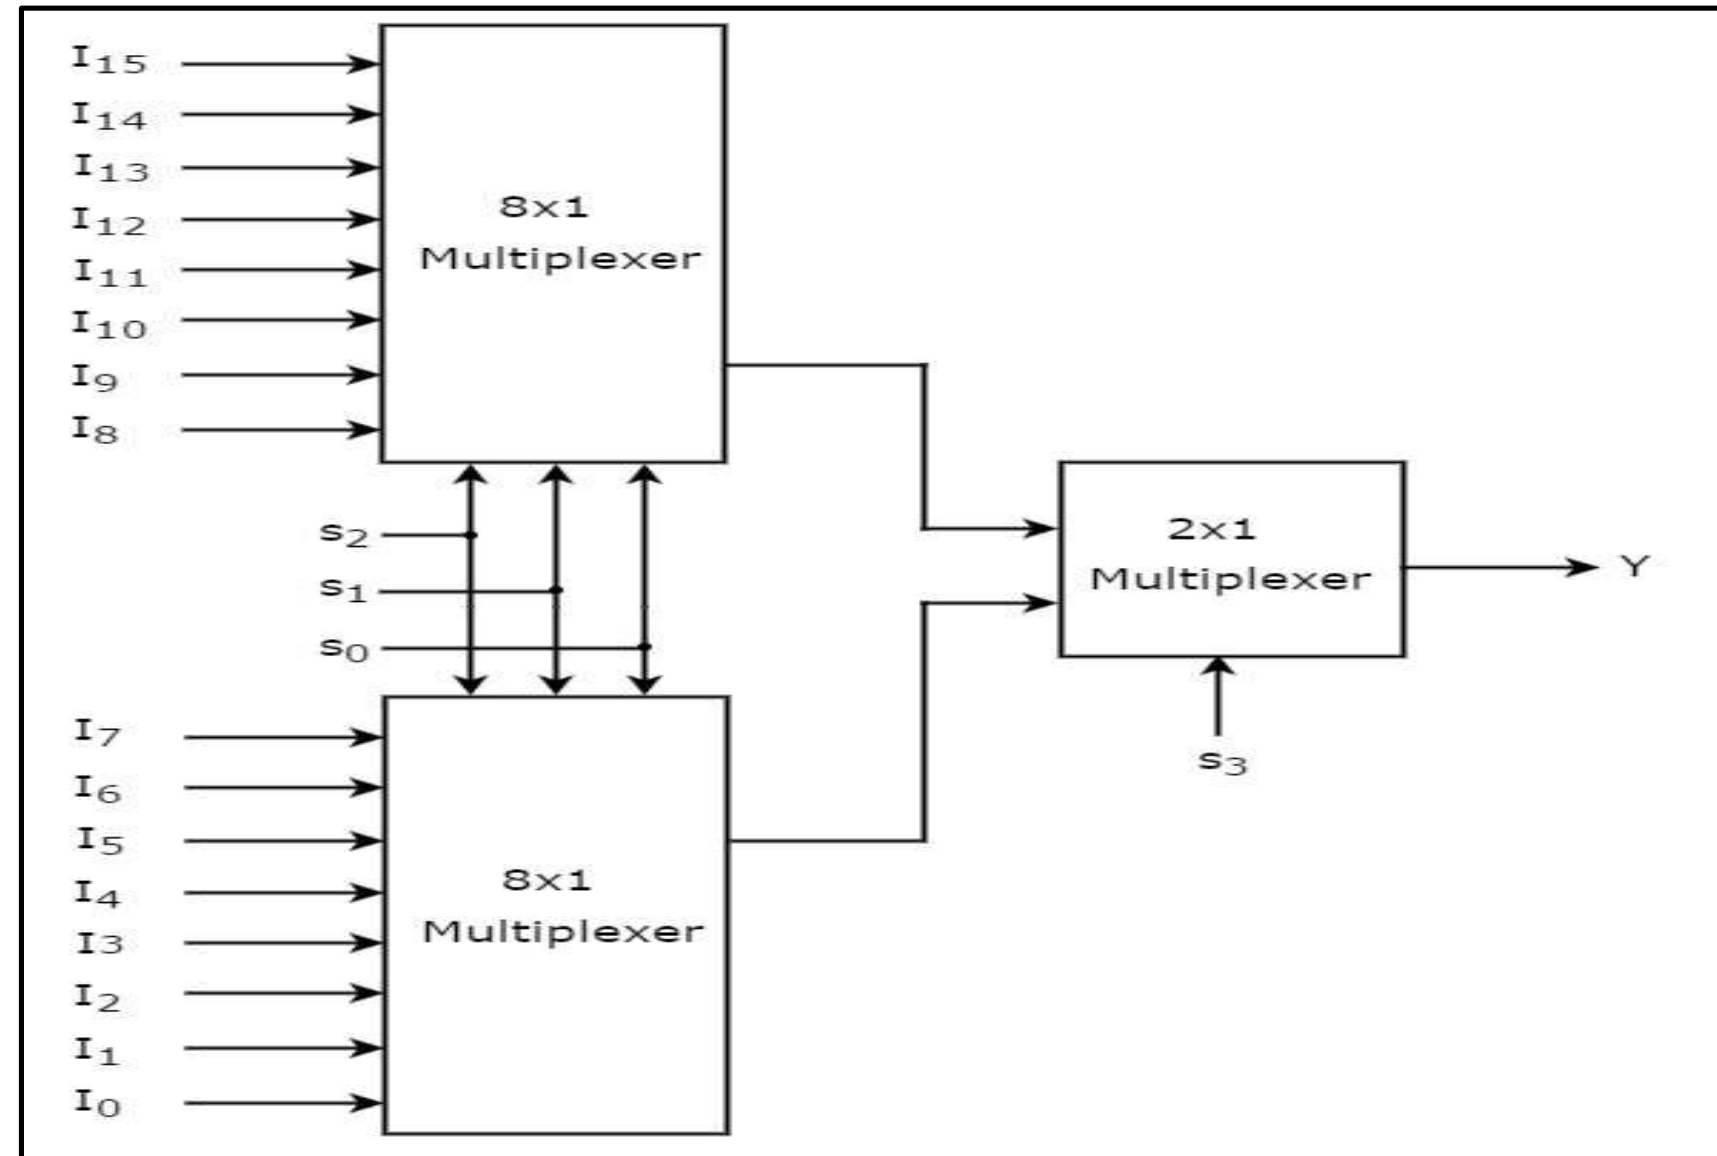 I15
I14
I13
I12
I11
I10
I9
I8
8x1
Multiplexer
s2
s1
s0
2x1
Multiplexer
Y
s3
I7
I6
I5
I4
I3
I2
I1
I0
8x1
Multiplexer